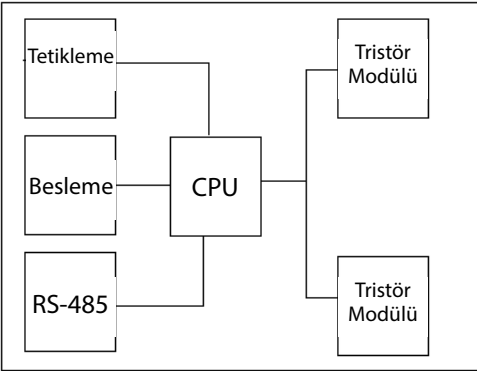 Tetikleme
Besleme
RS-485
CPU
Tristör
Modülü
Tristör
Modülü